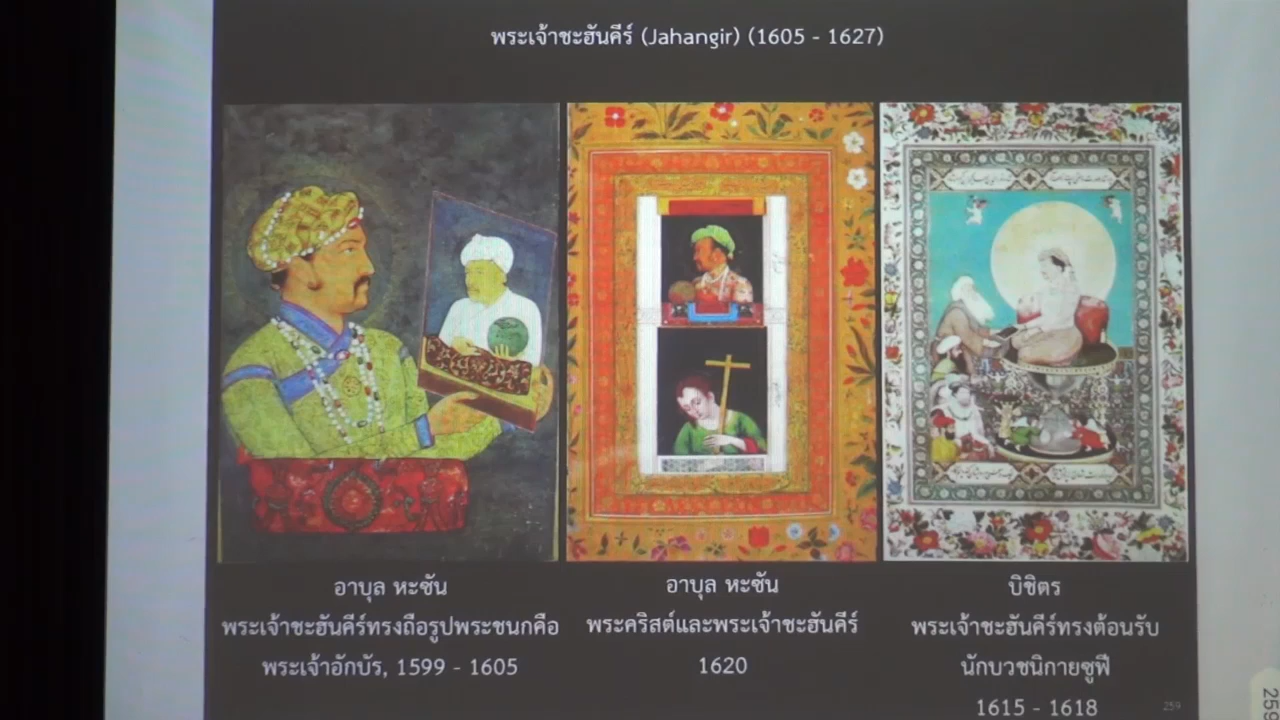 พระเจ้าชะฮันคีร์ (Jahangir) (1605 - 1627)
อาบุล หะซัน
พระเจ้าชะฮันคีร์ทรงถือรูปพระชนกคือ
พระเจ้าอักบัร, 1599 - 1605
อาบุล หะซัน
พระคริสต์และพระเจ้าชะฮันคีร์
1620
บิชิตร
พระเจ้าชะฮันคีร์ทรงต้อนรับ
นักบวชนิกายซูฟี
1615 - 1618
259
259